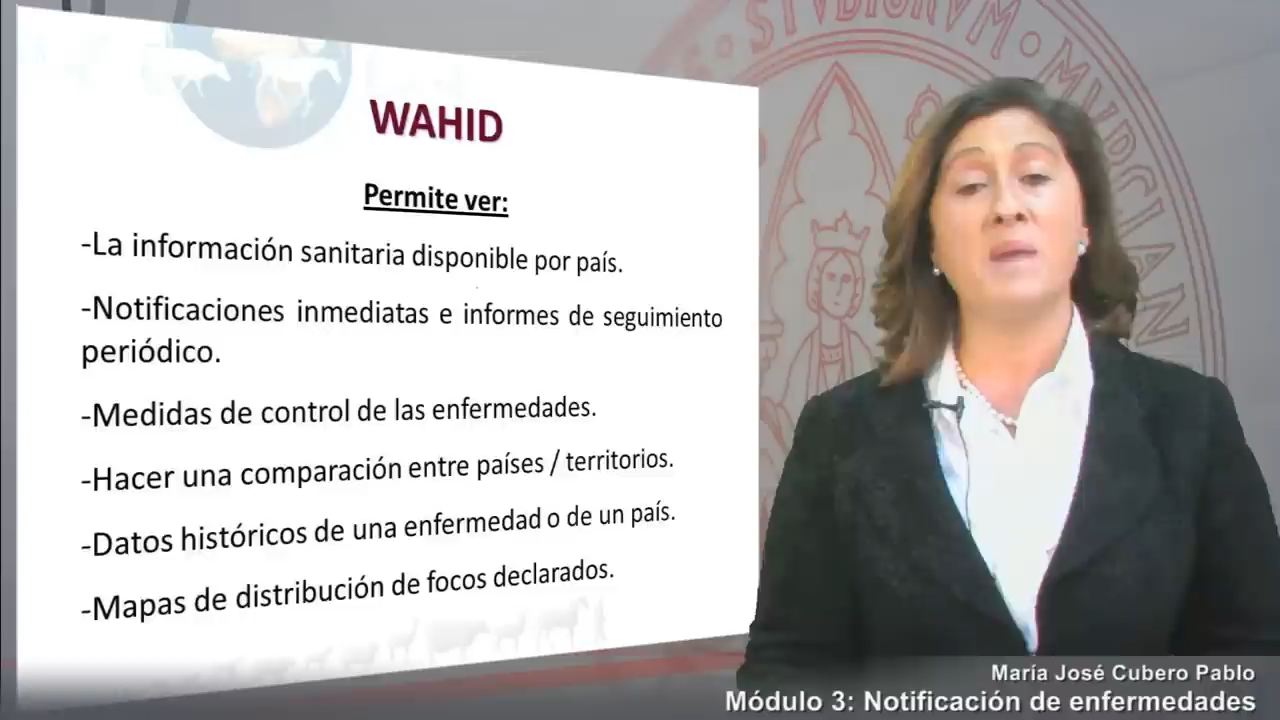 STVDIORVM · MVRCIANA
WAHID
Permite ver:
-La información sanitaria disponible por país.
-Notificaciones inmediatas e informes de seguimiento
periódico.
-Medidas de control de las enfermedades.
-Hacer una comparación entre países / territorios.
-Datos históricos de una enfermedad o de un país.
-Mapas de distribución de focos declarados.
María José Cubero Pablo
Módulo 3: Notificación de enfermedades